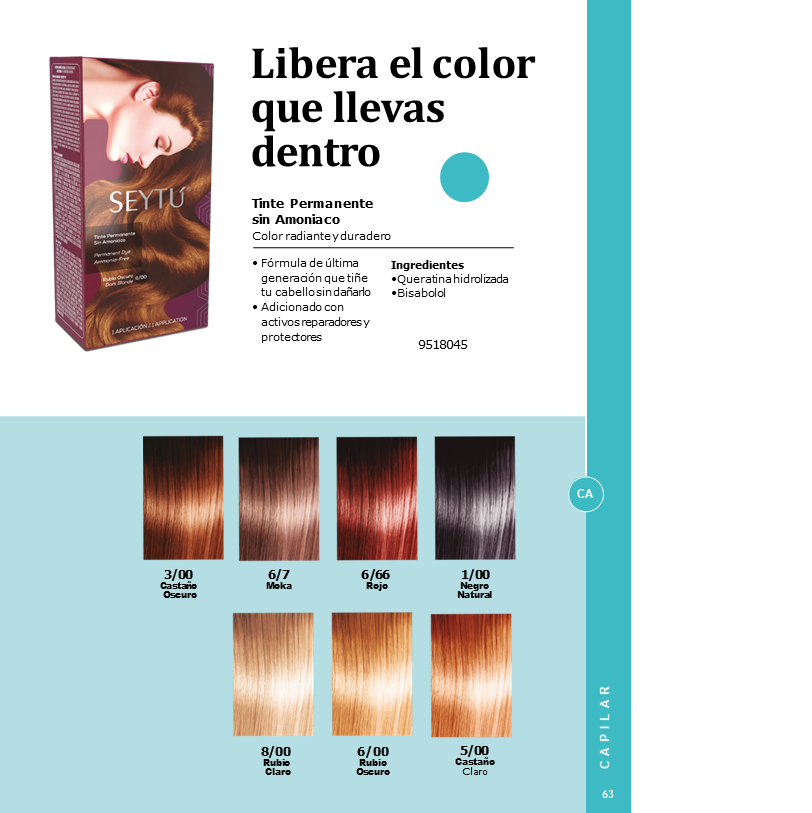 Libera el color
que llevas
dentro
Tinte Permanente
sin Amoniaco
Color radiante y duradero
• Fórmula de última
generación que tiñe
tu cabello sin dañarlo
• Adicionado con
activos reparadores y
protectores
Ingredientes
•Queratina hidrolizada
•Bisabolol
9518045
SEYTÚ
Tinte Permanente
Sin Amoniaco
Permanent Dye
Ammonia-Free
Rubio Oscuro 6/00
Dark Blonde
1 APLICACIÓN / 1 APPLICATION
3/00
Castaño
Oscuro
6/7
Moka
6/66
Rojo
1/00
Negro
Natural
8/00
Rubio
Claro
6/00
Rubio
Oscuro
5/00
Castaño
Claro
CA
CAPILAR
63